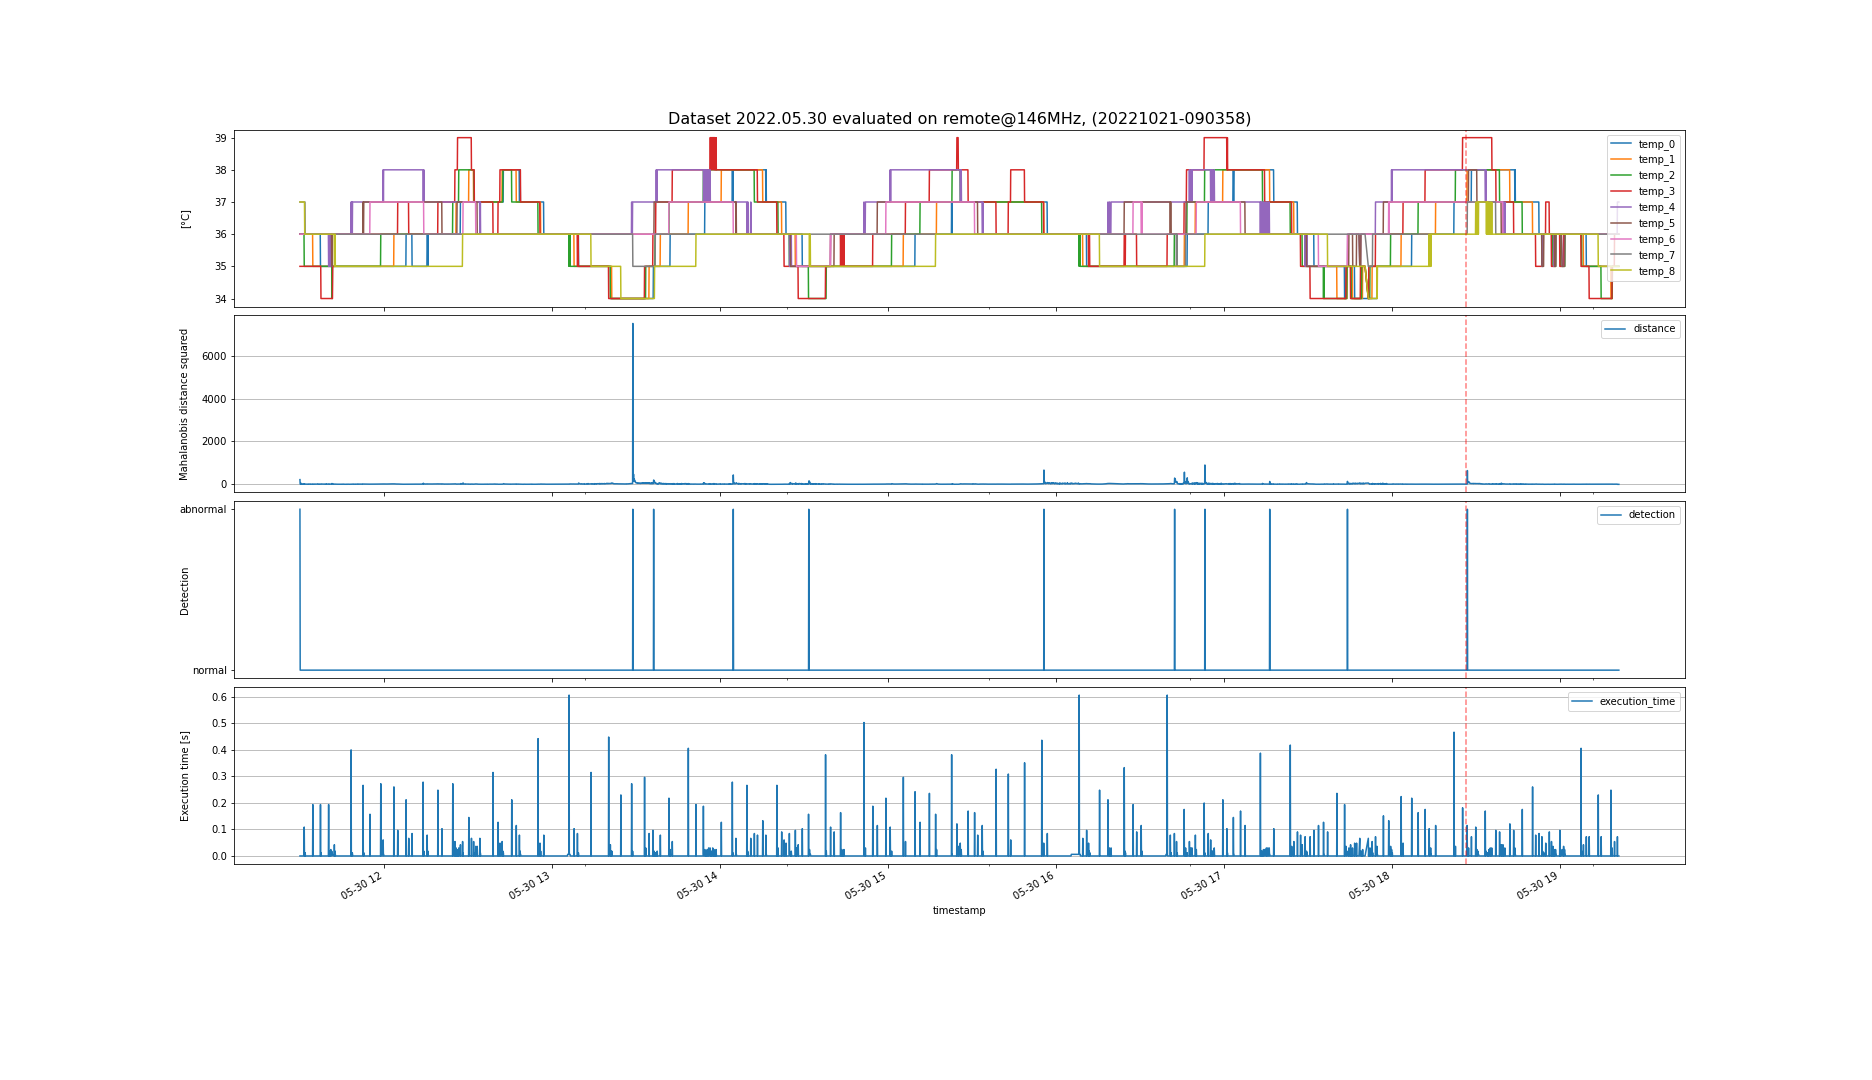 Dataset 2022.05.30 evaluated on remote@146MHz, (20221021-090358)
[°C]
39
38
37
36
35
34
temp_0
temp_1
temp_2
temp_3
temp_4
temp_5
temp_6
temp_7
temp_8
Mahalanobis distance squared
6000
4000
2000
0
distance
Detection
abnormal
normal
detection
Execution time [s]
0.6
0.5
0.4
0.3
0.2
0.1
0.0
execution_time
05-30 12
05-30 13
05-30 14
05-30 15
05-30 16
05-30 17
05-30 18
05-30 19
timestamp